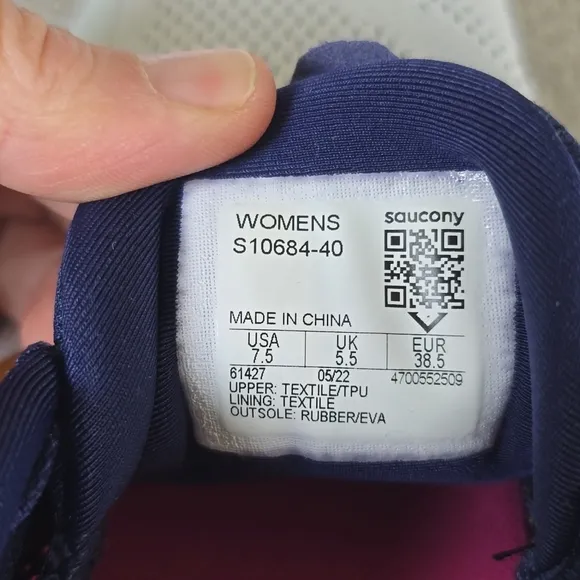 WOMENS
S10684-40
saucony
MADE IN CHINA
USA UK EUR
7.5 5.5 38.5
61427 05/22 4700552509
UPPER: TEXTILE/TPU
LINING: TEXTILE
OUTSOLE: RUBBER/EVA